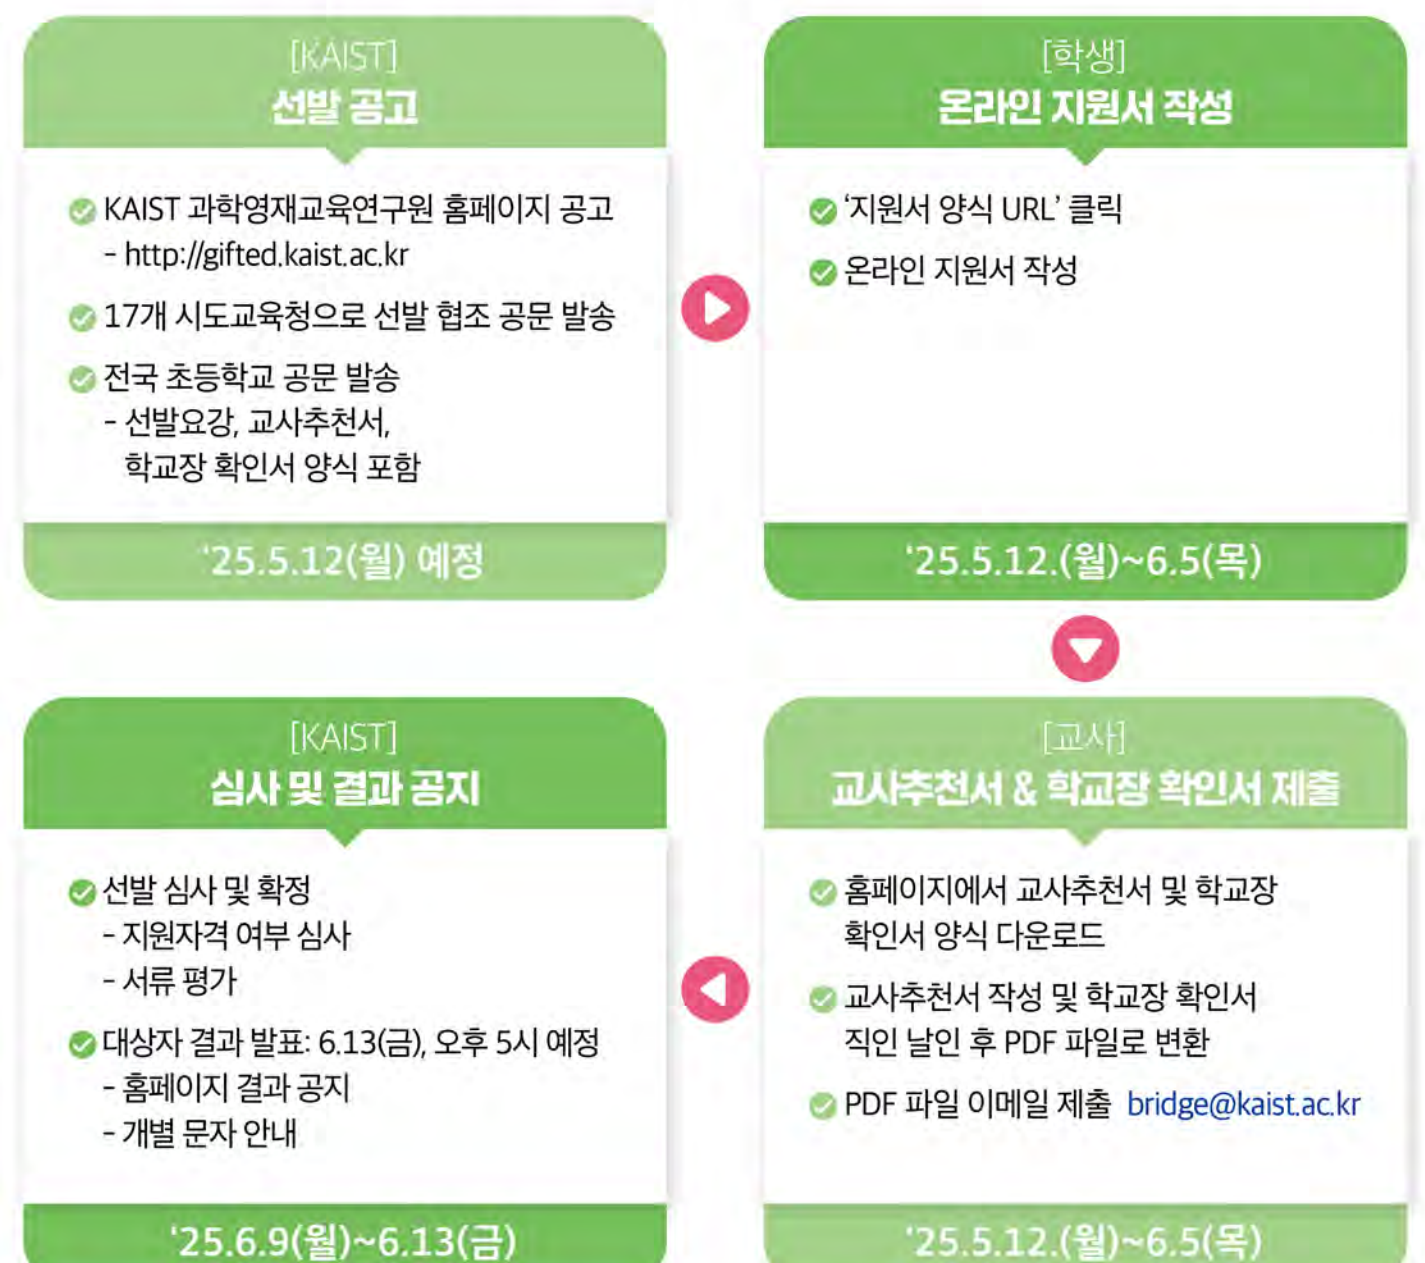 [KAIST]
선발 공고
KAIST 과학영재교육연구원 홈페이지 공고
- http://gifted.kaist.ac.kr
17개 시도교육청으로 선발 협조 공문 발송
전국 초등학교 공문 발송
- 선발요강, 교사추천서,
학교장 확인서 양식 포함
'25.5.12(월) 예정
[학생]
온라인 지원서 작성
‘지원서 양식 URL’ 클릭
온라인 지원서 작성
'25.5.12.(월)~6.5(목)
[교사]
교사추천서 & 학교장 확인서 제출
홈페이지에서 교사추천서 및 학교장
확인서 양식 다운로드
교사추천서 작성 및 학교장 확인서
직인 날인 후 PDF 파일로 변환
PDF 파일 이메일 제출 bridge@kaist.ac.kr
'25.5.12.(월)~6.5(목)
[KAIST]
심사 및 결과 공지
선발 심사 및 확정
- 지원자격 여부 심사
- 서류 평가
대상자 결과 발표: 6.13(금), 오후 5시 예정
- 홈페이지 결과 공지
- 개별 문자 안내
'25.6.9(월)~6.13(금)